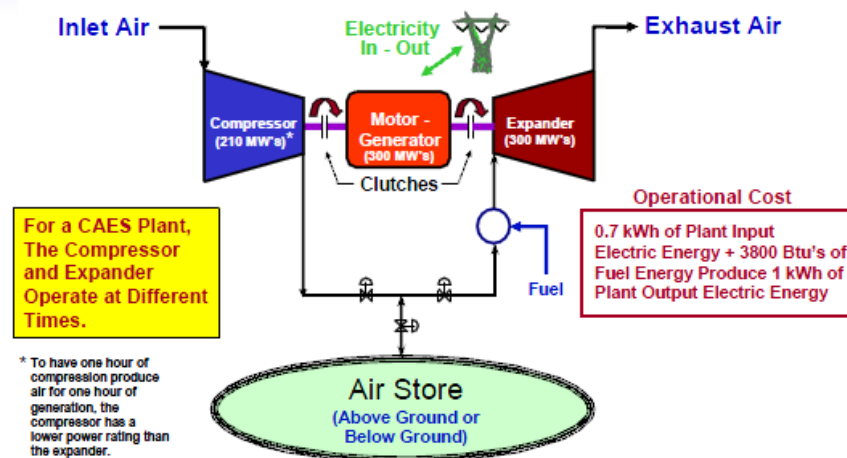 Inlet Air
Electricity
In - Out
Exhaust Air
Compressor
(210 MW's)*
Motor -
Generator
(300 MW's)
Expander
(300 MW's)
Clutches
For a CAES Plant,
The Compressor
and Expander
Operate at Different
Times.
Operational Cost
0.7 kWh of Plant Input
Electric Energy + 3800 Btu's of
Fuel Energy Produce 1 kWh of
Plant Output Electric Energy
Fuel
* To have one hour of
compression produce
air for one hour of
generation, the
compressor has a
lower power rating than
the expander.
Air Store
(Above Ground or
Below Ground)